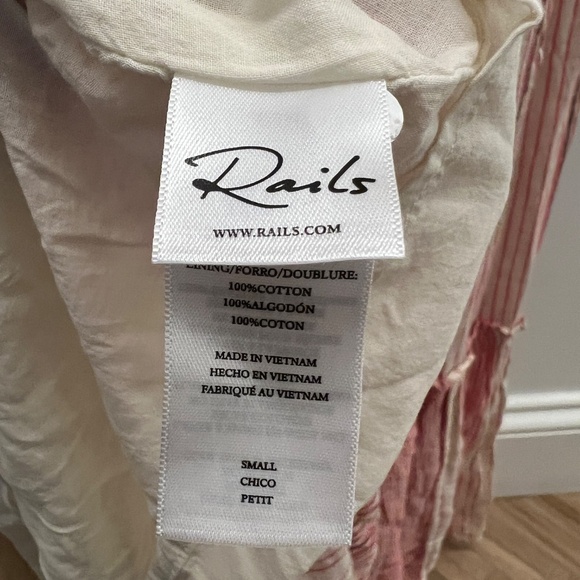 Rails
WWW.RAILS.COM
LINING/FORRO/DOUBLURE:
100%COTTON
100%ALGODÓN
100%COTON
MADE IN VIETNAM
HECHO EN VIETNAM
FABRIQUÉ AU VIETNAM
SMALL
CHICO
PETIT